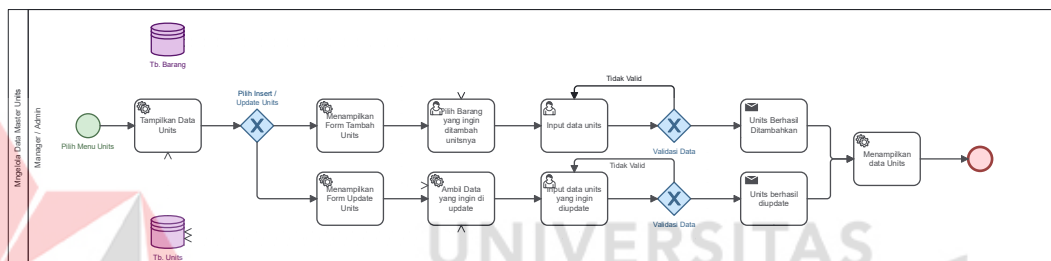 Mngelola Data Master Units
Manager / Admin
Tb. Barang
Pilih Menu Units
Tampilkan Data
Units
Pilih Insert /
Update Units
Menampilkan
Form Tambah
Units
Pilih Barang
yang ingin
ditambah
unitsnya
Input data units
Tidak Valid
Validasi Data
Units Berhasil
Ditambahkan
Menampilkan
data Units
Menampilkan
Form Update
Units
Ambil Data
yang ingin di
update
Input data units
yang ingin
diupdate
Tidak Valid
Validasi Data
Units berhasil
diupdate
Tb. Units
UNIVERSITAS